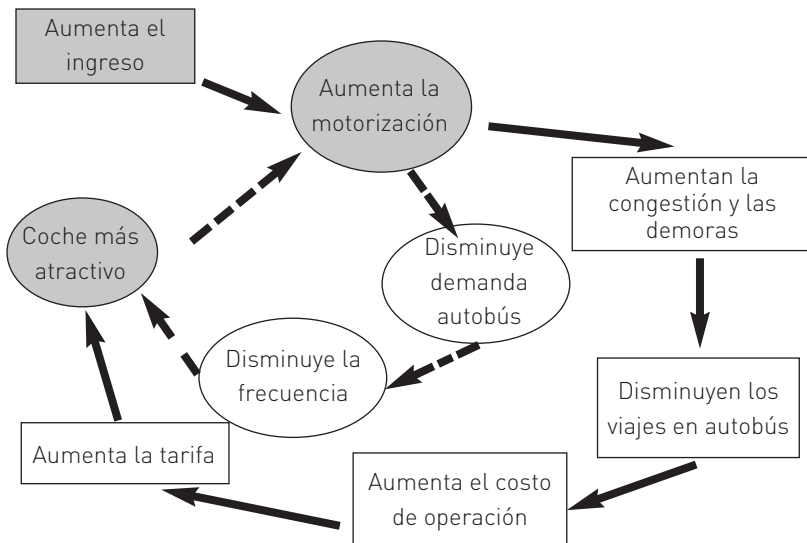 Aumenta el
ingreso
Aumenta la
motorización
Aumentan la
congestión y las
demoras
Coche más
atractivo
Disminuye
demanda
autobús
Disminuye la
frecuencia
Disminuyen los
viajes en autobús
Aumenta la tarifa
Aumenta el costo
de operación